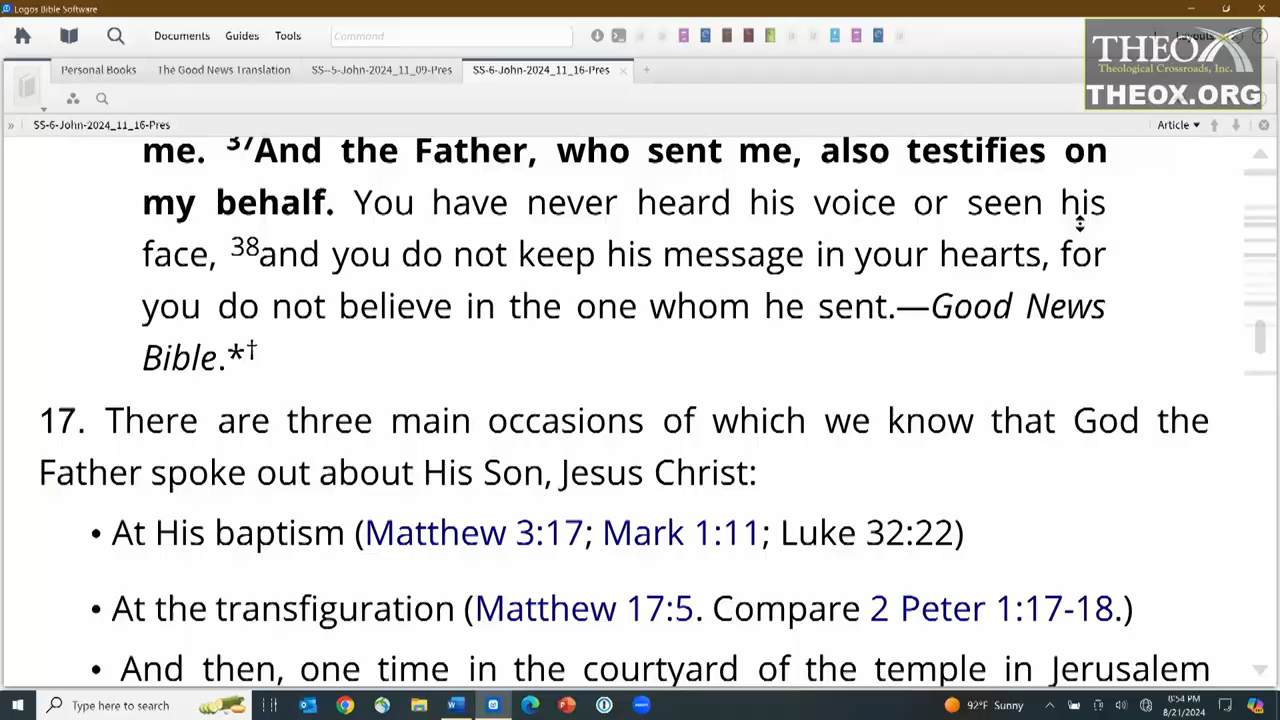 Logos Bible Software
Documents Guides Tools Command Layouts
THEOX
Theological Crossroads, Inc.
THEOX.ORG
Personal Books The Good News Translation SS-6-John-2024_11_16-Pres
SS-6-John-2024_11_16-Pres Article
me. 37And the Father, who sent me, also testifies on
my behalf. You have never heard his voice or seen his
face, 38and you do not keep his message in your hearts, for
you do not believe in the one whom he sent.—Good News
Bible.*†
17. There are three main occasions of which we know that God the
Father spoke out about His Son, Jesus Christ:
• At His baptism (Matthew 3:17; Mark 1:11; Luke 32:22)
• At the transfiguration (Matthew 17:5. Compare 2 Peter 1:17-18.)
• And then, one time in the courtyard of the temple in Jerusalem
Type here to search 92°F Sunny 8:54 PM
8/21/2024